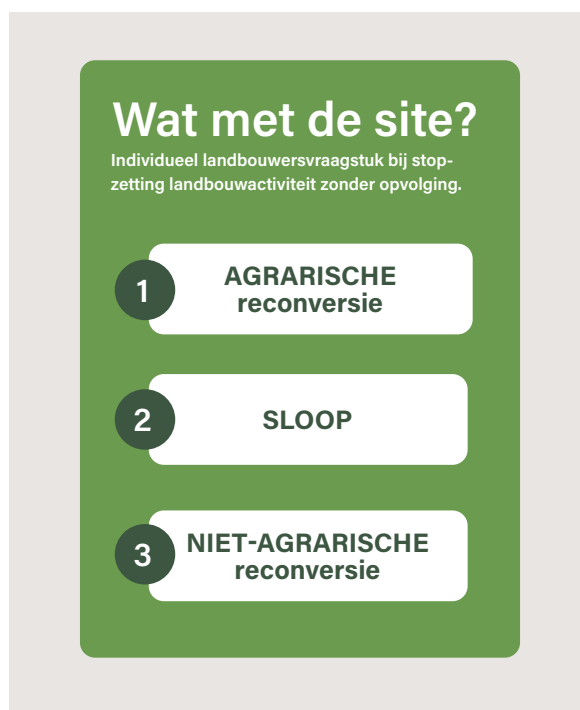 Wat met de site?
Individueel landbouwersvraagstuk bij stop-
zetting landbouwactiviteit zonder opvolging.
1
AGRARISCHE
reconversie
2
SLOOP
3
NIET-AGRARISCHE
reconversie